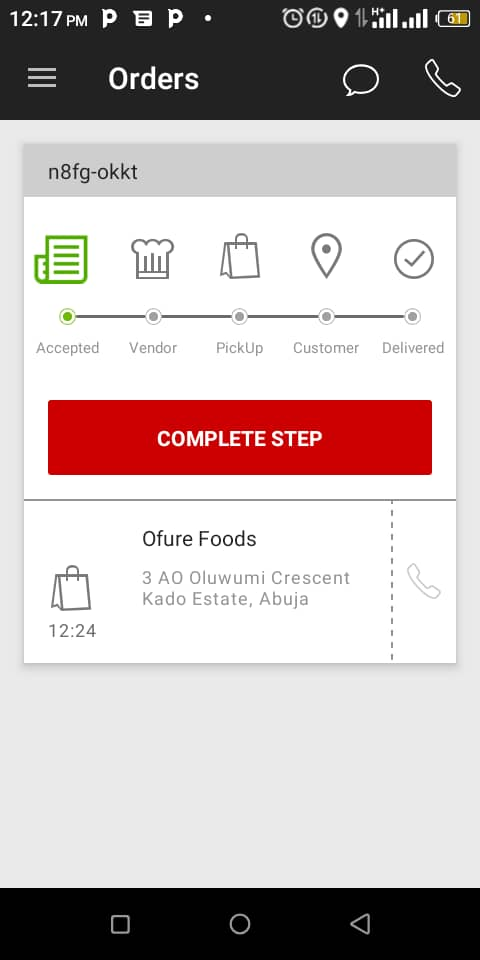 12:17 PM
H+
61
Orders
n8fg-okkt
Accepted Vendor PickUp Customer Delivered
COMPLETE STEP
Ofure Foods
3 AO Oluwumi Crescent
Kado Estate, Abuja
12:24